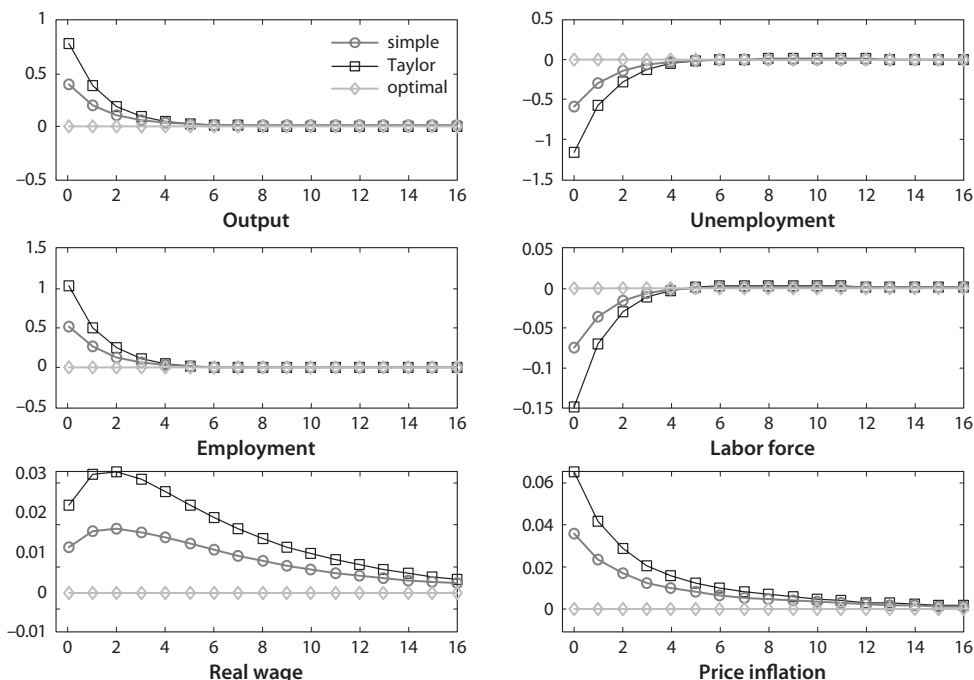 1
0.5
0
−0.5
simple
Taylor
optimal
0 2 4 6 8 10 12 14 16
Output
0.5
0
−0.5
−1
−1.5
0 2 4 6 8 10 12 14 16
Unemployment
1.5
1
0.5
0
0.5
0 2 4 6 8 10 12 14 16
Employment
0.05
0
−0.05
−0.1
−0.15
0 2 4 6 8 10 12 14 16
Labor force
0.03
0.02
0.01
0
−0.01
0 2 4 6 8 10 12 14 16
Real wage
0.06
0.04
0.02
0
0 2 4 6 8 10 12 14 16
Price inflation